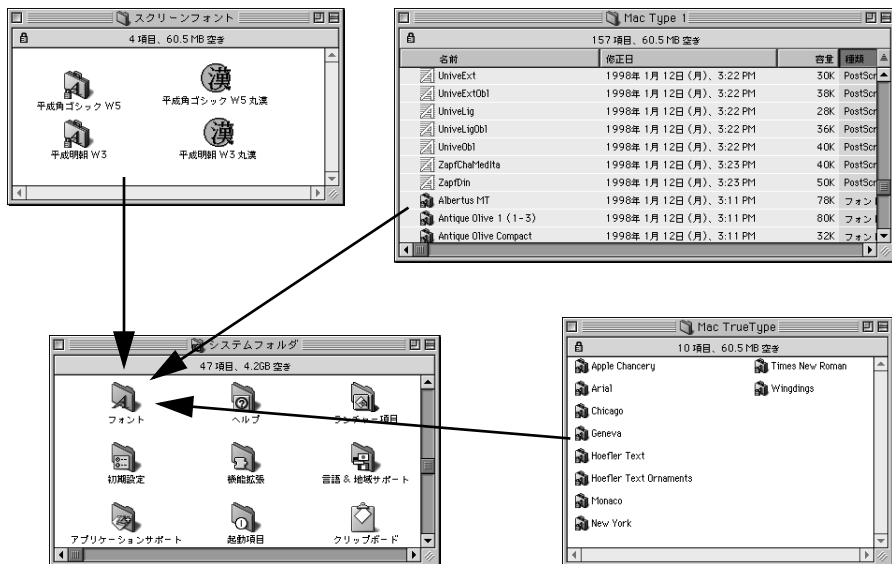 スクリーンフォント
4項目、60.5 MB 空き
平成角ゴシック W5
平成角ゴシック W5 丸漢
平成明朝 W3
平成明朝 W3 丸漢
Mac Type 1
157 項目、60.5 MB 空き
名前 修正日 容量 種類
UniveExt 1998年 1月 12日（月）、3:22 PM 30K PostScr
UniveExtObl 1998年 1月 12日（月）、3:22 PM 38K PostScr
UniveLig 1998年 1月 12日（月）、3:22 PM 28K PostScr
UniveLigObl 1998年 1月 12日（月）、3:22 PM 36K PostScr
UniveObl 1998年 1月 12日（月）、3:22 PM 40K PostScr
ZapfChaMedIta 1998年 1月 12日（月）、3:23 PM 40K PostScr
ZapfDin 1998年 1月 12日（月）、3:23 PM 50K PostScr
Albertus MT 1998年 1月 12日（月）、3:11 PM 78K フォン
Antique Olive 1 (1-3) 1998年 1月 12日（月）、3:11 PM 80K フォン
Antique Olive Compact 1998年 1月 12日（月）、3:11 PM 32K フォン
システムフォルダ
47 項目、4.2GB 空き
フォント
ヘルプ
ランチャー項目
初期設定
機能拡張
言語 & 地域サポート
アプリケーションサポート
起動項目
クリップボード
Mac TrueType
10 項目、60.5 MB 空き
Apple Chancery
Arial
Chicago
Geneva
Hoefler Text
Hoefler Text Ornaments
Monaco
New York
Times New Roman
Wingdings
漢
漢